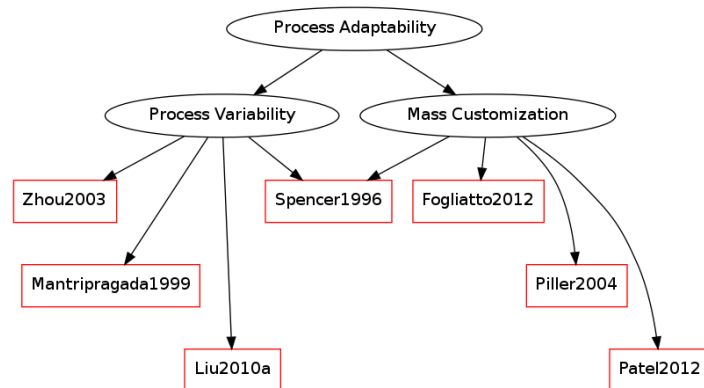 Process Adaptability
Process Variability
Mass Customization
Zhou2003
Spencer1996
Fogliatto2012
Mantripragada1999
Piller2004
Liu2010a
Patel2012